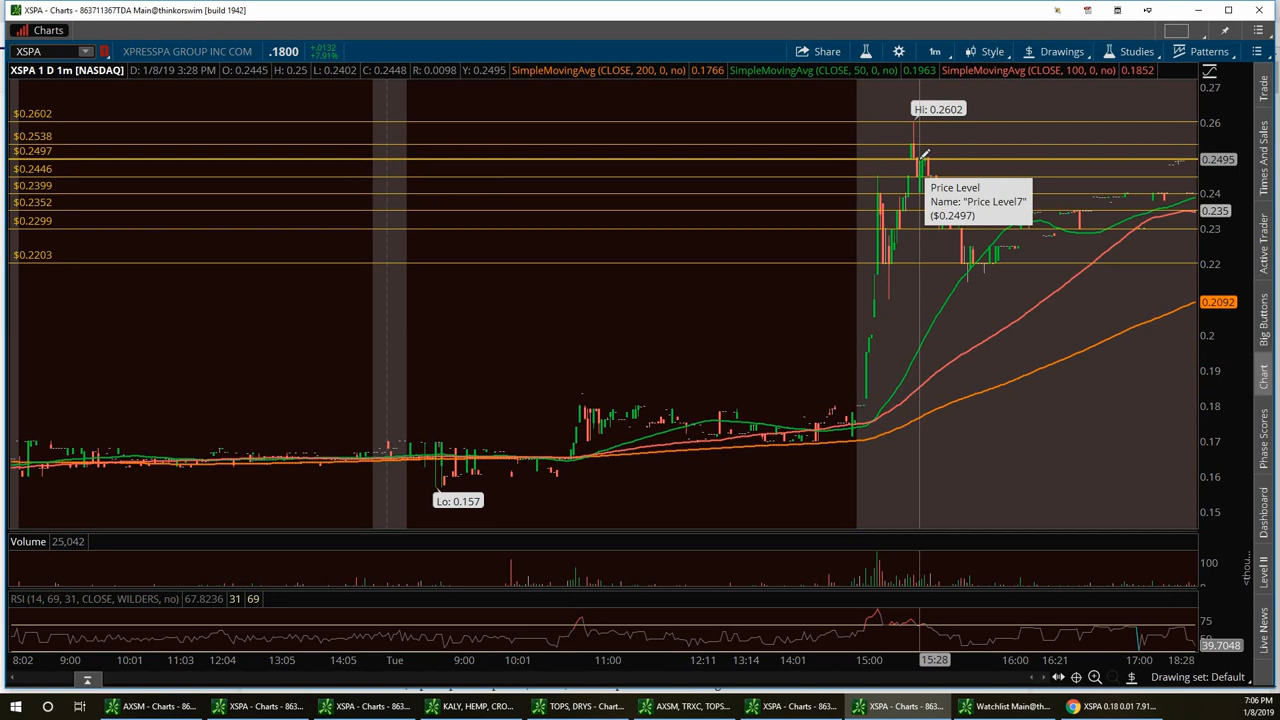 XSPA - Charts - 863711367TDA Main@thinkorswim [build 1942]
Charts
XSPA
XPRESSPA GROUP INC COM
.1800
+.0132
+7.91%
Share
1m
Style
Drawings
Studies
Patterns
XSPA 1 D 1m [NASDAQ]
D: 1/8/19 3:28 PM
O: 0.2445
H: 0.25
L: 0.2402
C: 0.2448
R: 0.0098
Y: 0.2495
SimpleMovingAvg (CLOSE, 200, 0, no)
0.1766
SimpleMovingAvg (CLOSE, 50, 0, no)
0.1963
SimpleMovingAvg (CLOSE, 100, 0, no)
0.1852
$0.2602
$0.2538
$0.2497
$0.2446
$0.2399
$0.2352
$0.2299
$0.2203
Hi: 0.2602
Price Level
Name: "Price Level7"
($0.2497)
Lo: 0.157
0.27
0.26
0.2495
0.24
0.235
0.23
0.22
0.2092
0.2
0.19
0.18
0.17
0.16
0.15
Trade
Times And Sales
Active Trader
Big Buttons
Chart
Phase Scores
Dashboard
Level II
Live News
Volume
25,042
100
<thou...
RSI (14, 69, 31, CLOSE, WILDERS, no)
67.8236
31
69
75
39.7048
8:02
9:00
10:01
11:03
12:04
13:05
14:05
Tue
9:00
10:01
11:00
12:11
13:14
14:01
15:00
15:28
16:00
16:21
17:00
18:28
Drawing set: Default
AXSM - Charts - 86...
XSPA - Charts - 863...
XSPA - Charts - 863...
KALY, HEMP, CRO...
TOPS, DRYS - Char...
AXSM, TRXC, TOPS...
XSPA - Charts - 863...
XSPA - Charts - 863...
Watchlist Main@th...
XSPA 0.18 0.01 7.91...
7:06 PM
1/8/2019